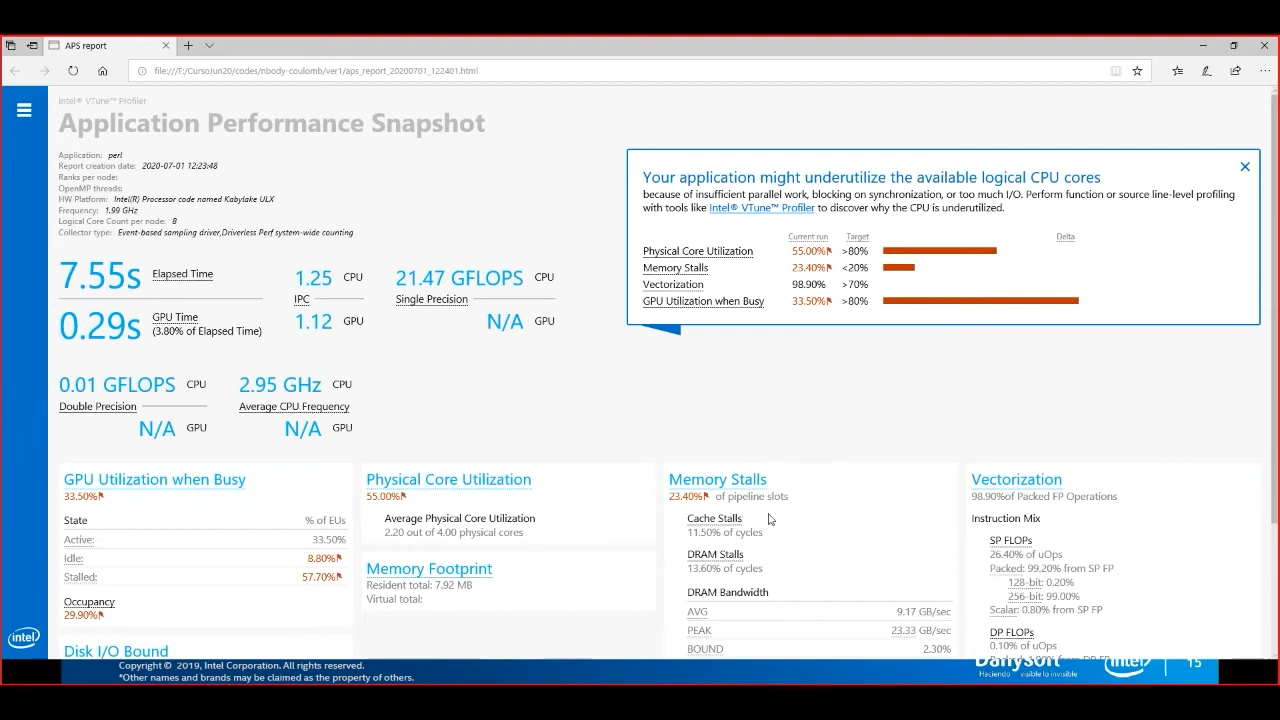 APS report
file:///F:/CursoJun20/codes/nbody-coulomb/ver1/aps_report_20200701_122401.html
Intel® VTune™ Profiler
Application Performance Snapshot
Application: perl
Report creation date: 2020-07-01 12:23:48
Ranks per node:
OpenMP threads:
HW Platform: Intel(R) Processor code named Kabylake ULX
Frequency: 1.99 GHz
Logical Core Count per node: 8
Collector type: Event-based sampling driver,Driverless Perf system-wide counting
Your application might underutilize the available logical CPU cores
because of insufficient parallel work, blocking on synchronization, or too much I/O. Perform function or source line-level profiling
with tools like Intel® VTune™ Profiler to discover why the CPU is underutilized.
Current run Target Delta
Physical Core Utilization 55.00% >80%
Memory Stalls 23.40% <20%
Vectorization 98.90% >70%
GPU Utilization when Busy 33.50% >80%
7.55s Elapsed Time
0.29s GPU Time
(3.80% of Elapsed Time)
1.25 CPU
IPC
1.12 GPU
21.47 GFLOPS CPU
Single Precision
N/A GPU
0.01 GFLOPS CPU
Double Precision
N/A GPU
2.95 GHz CPU
Average CPU Frequency
N/A GPU
GPU Utilization when Busy
33.50%
State % of EUs
Active: 33.50%
Idle: 8.80%
Stalled: 57.70%
Occupancy
29.90%
Disk I/O Bound
Physical Core Utilization
55.00%
Average Physical Core Utilization
2.20 out of 4.00 physical cores
Memory Footprint
Resident total: 7.92 MB
Virtual total:
Memory Stalls
23.40% of pipeline slots
Cache Stalls
11.50% of cycles
DRAM Stalls
13.60% of cycles
DRAM Bandwidth
AVG 9.17 GB/sec
PEAK 23.33 GB/sec
BOUND 2.30%
Vectorization
98.90%of Packed FP Operations
Instruction Mix
SP FLOPs
26.40% of uOps
Packed: 99.20% from SP FP
128-bit: 0.20%
256-bit: 99.00%
Scalar: 0.80% from SP FP
DP FLOPs
0.10% of uOps
intel
Copyright © 2019, Intel Corporation. All rights reserved.
*Other names and brands may be claimed as the property of others.
DanySoft
Haciendo visible lo invisible
intel
15